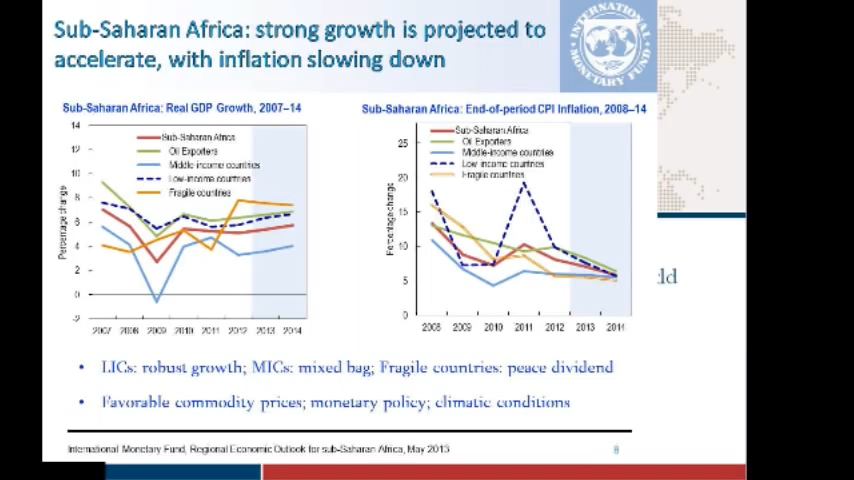 Sub-Saharan Africa: strong growth is projected to
accelerate, with inflation slowing down
INTERNATIONAL MONETARY FUND
Sub-Saharan Africa: Real GDP Growth, 2007–14
Percentage change
14
12
10
8
6
4
2
0
-2
Sub-Saharan Africa
Oil Exporters
Middle-income countries
Low-income countries
Fragile countries
2007 2008 2009 2010 2011 2012 2013 2014
Sub-Saharan Africa: End-of-period CPI Inflation, 2008–14
Percentage change
25
20
15
10
5
0
Sub-Saharan Africa
Oil Exporters
Middle-income countries
Low-income countries
Fragile countries
2008 2009 2010 2011 2012 2013 2014
• LICs: robust growth; MICs: mixed bag; Fragile countries: peace dividend
• Favorable commodity prices; monetary policy; climatic conditions
International Monetary Fund, Regional Economic Outlook for sub-Saharan Africa, May 2013
8